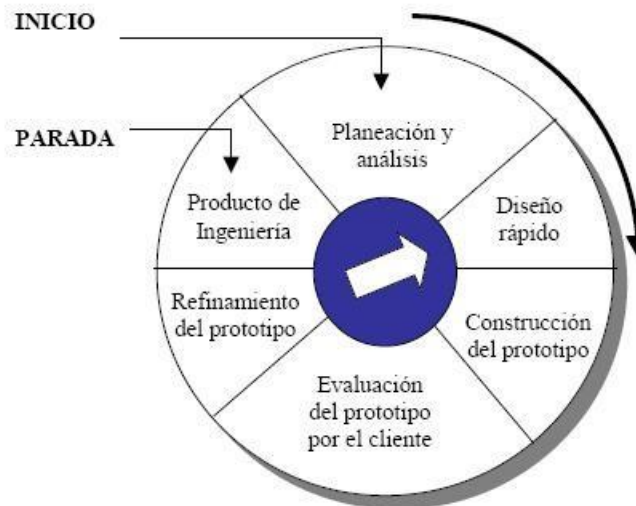 INICIO
PARADA
Planeación y
análisis
Diseño
rápido
Construcción
del prototipo
Evaluación
del prototipo
por el cliente
Refinamiento
del prototipo
Producto de
Ingeniería